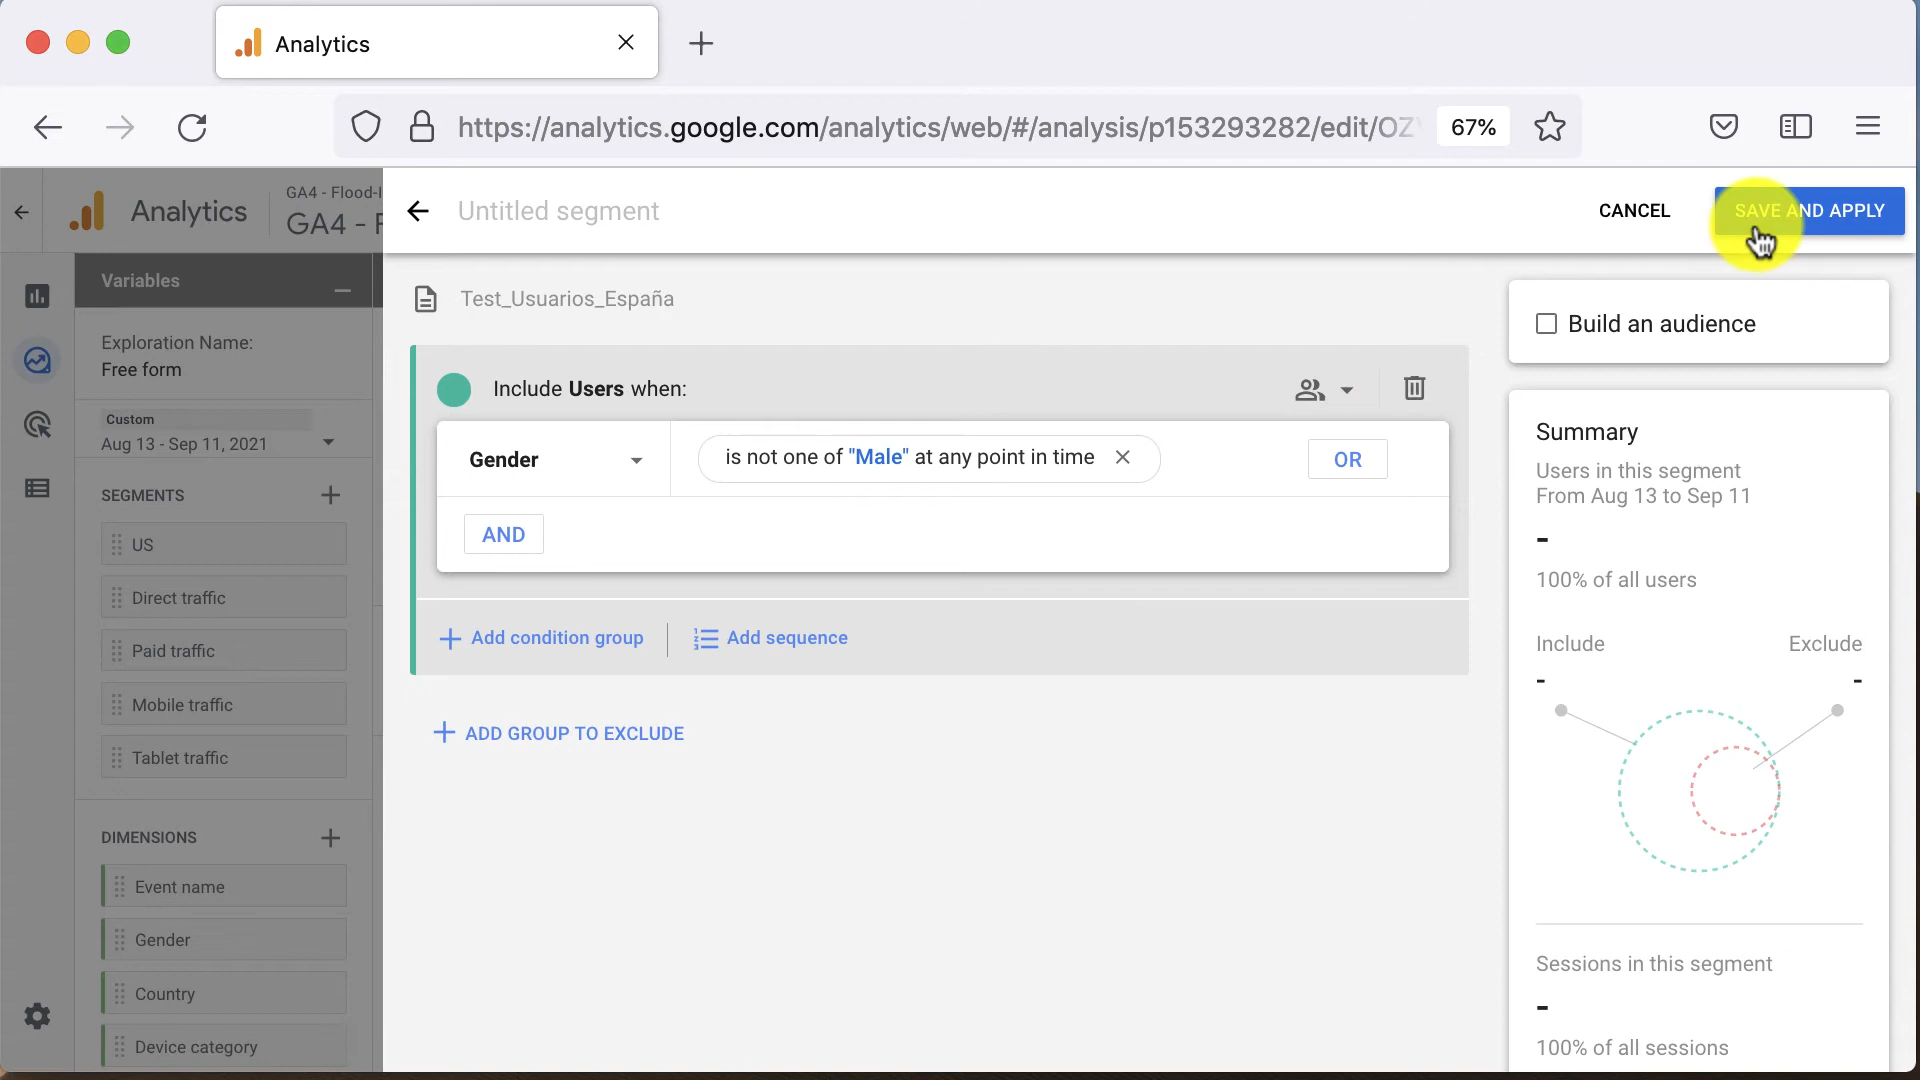 Analytics
https://analytics.google.com/analytics/web/#/analysis/p153293282/edit/OZ
67%
Analytics
GA4 - Flood-I
GA4 - F
Untitled segment
CANCEL
SAVE AND APPLY
Variables
Exploration Name:
Free form
Custom
Aug 13 - Sep 11, 2021
SEGMENTS
US
Direct traffic
Paid traffic
Mobile traffic
Tablet traffic
DIMENSIONS
Event name
Gender
Country
Device category
Test_Usuarios_España
Include Users when:
Gender
is not one of "Male" at any point in time
OR
AND
Add condition group
Add sequence
ADD GROUP TO EXCLUDE
Build an audience
Summary
Users in this segment
From Aug 13 to Sep 11
-
100% of all users
Include
Exclude
-
-
Sessions in this segment
-
100% of all sessions